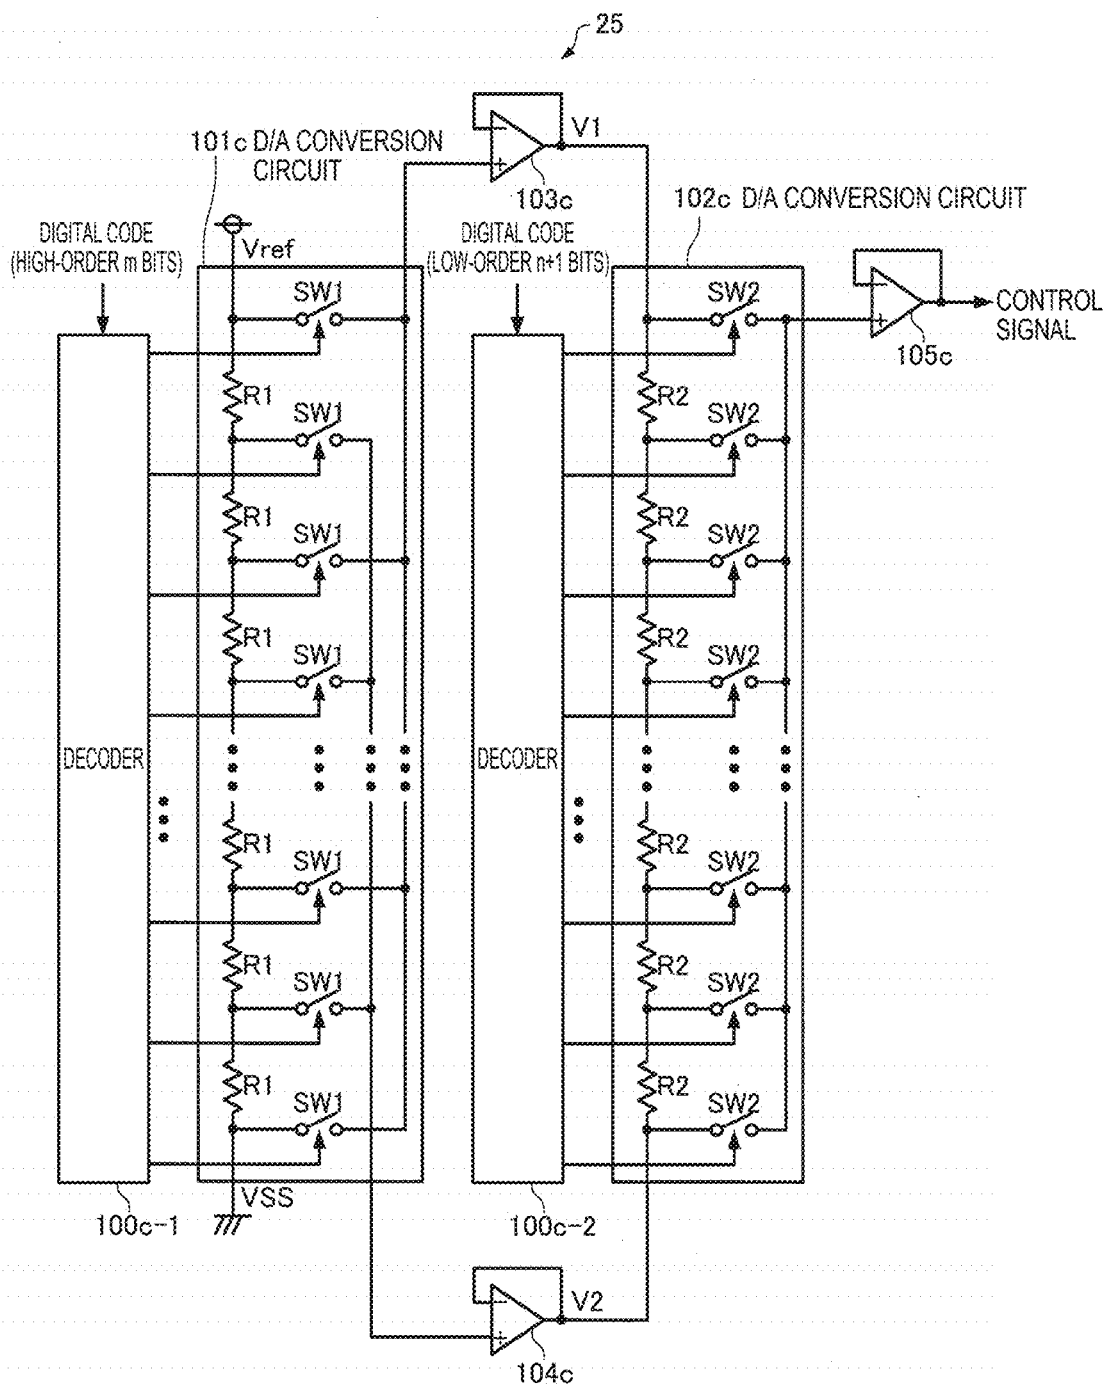 25
V1
101c D/A CONVERSION
CIRCUIT
103c
102c D/A CONVERSION CIRCUIT
DIGITAL CODE
(HIGH-ORDER m BITS)
Vref
DIGITAL CODE
(LOW-ORDER n+1 BITS)
SW1
SW2
CONTROL
SIGNAL
105c
R1
R2
SW1
SW2
R1
R2
SW1
SW2
R1
R2
SW1
SW2
DECODER
DECODER
R1
R2
SW1
SW2
R1
R2
SW1
SW2
R1
R2
SW1
SW2
VSS
100c-1
100c-2
V2
104c